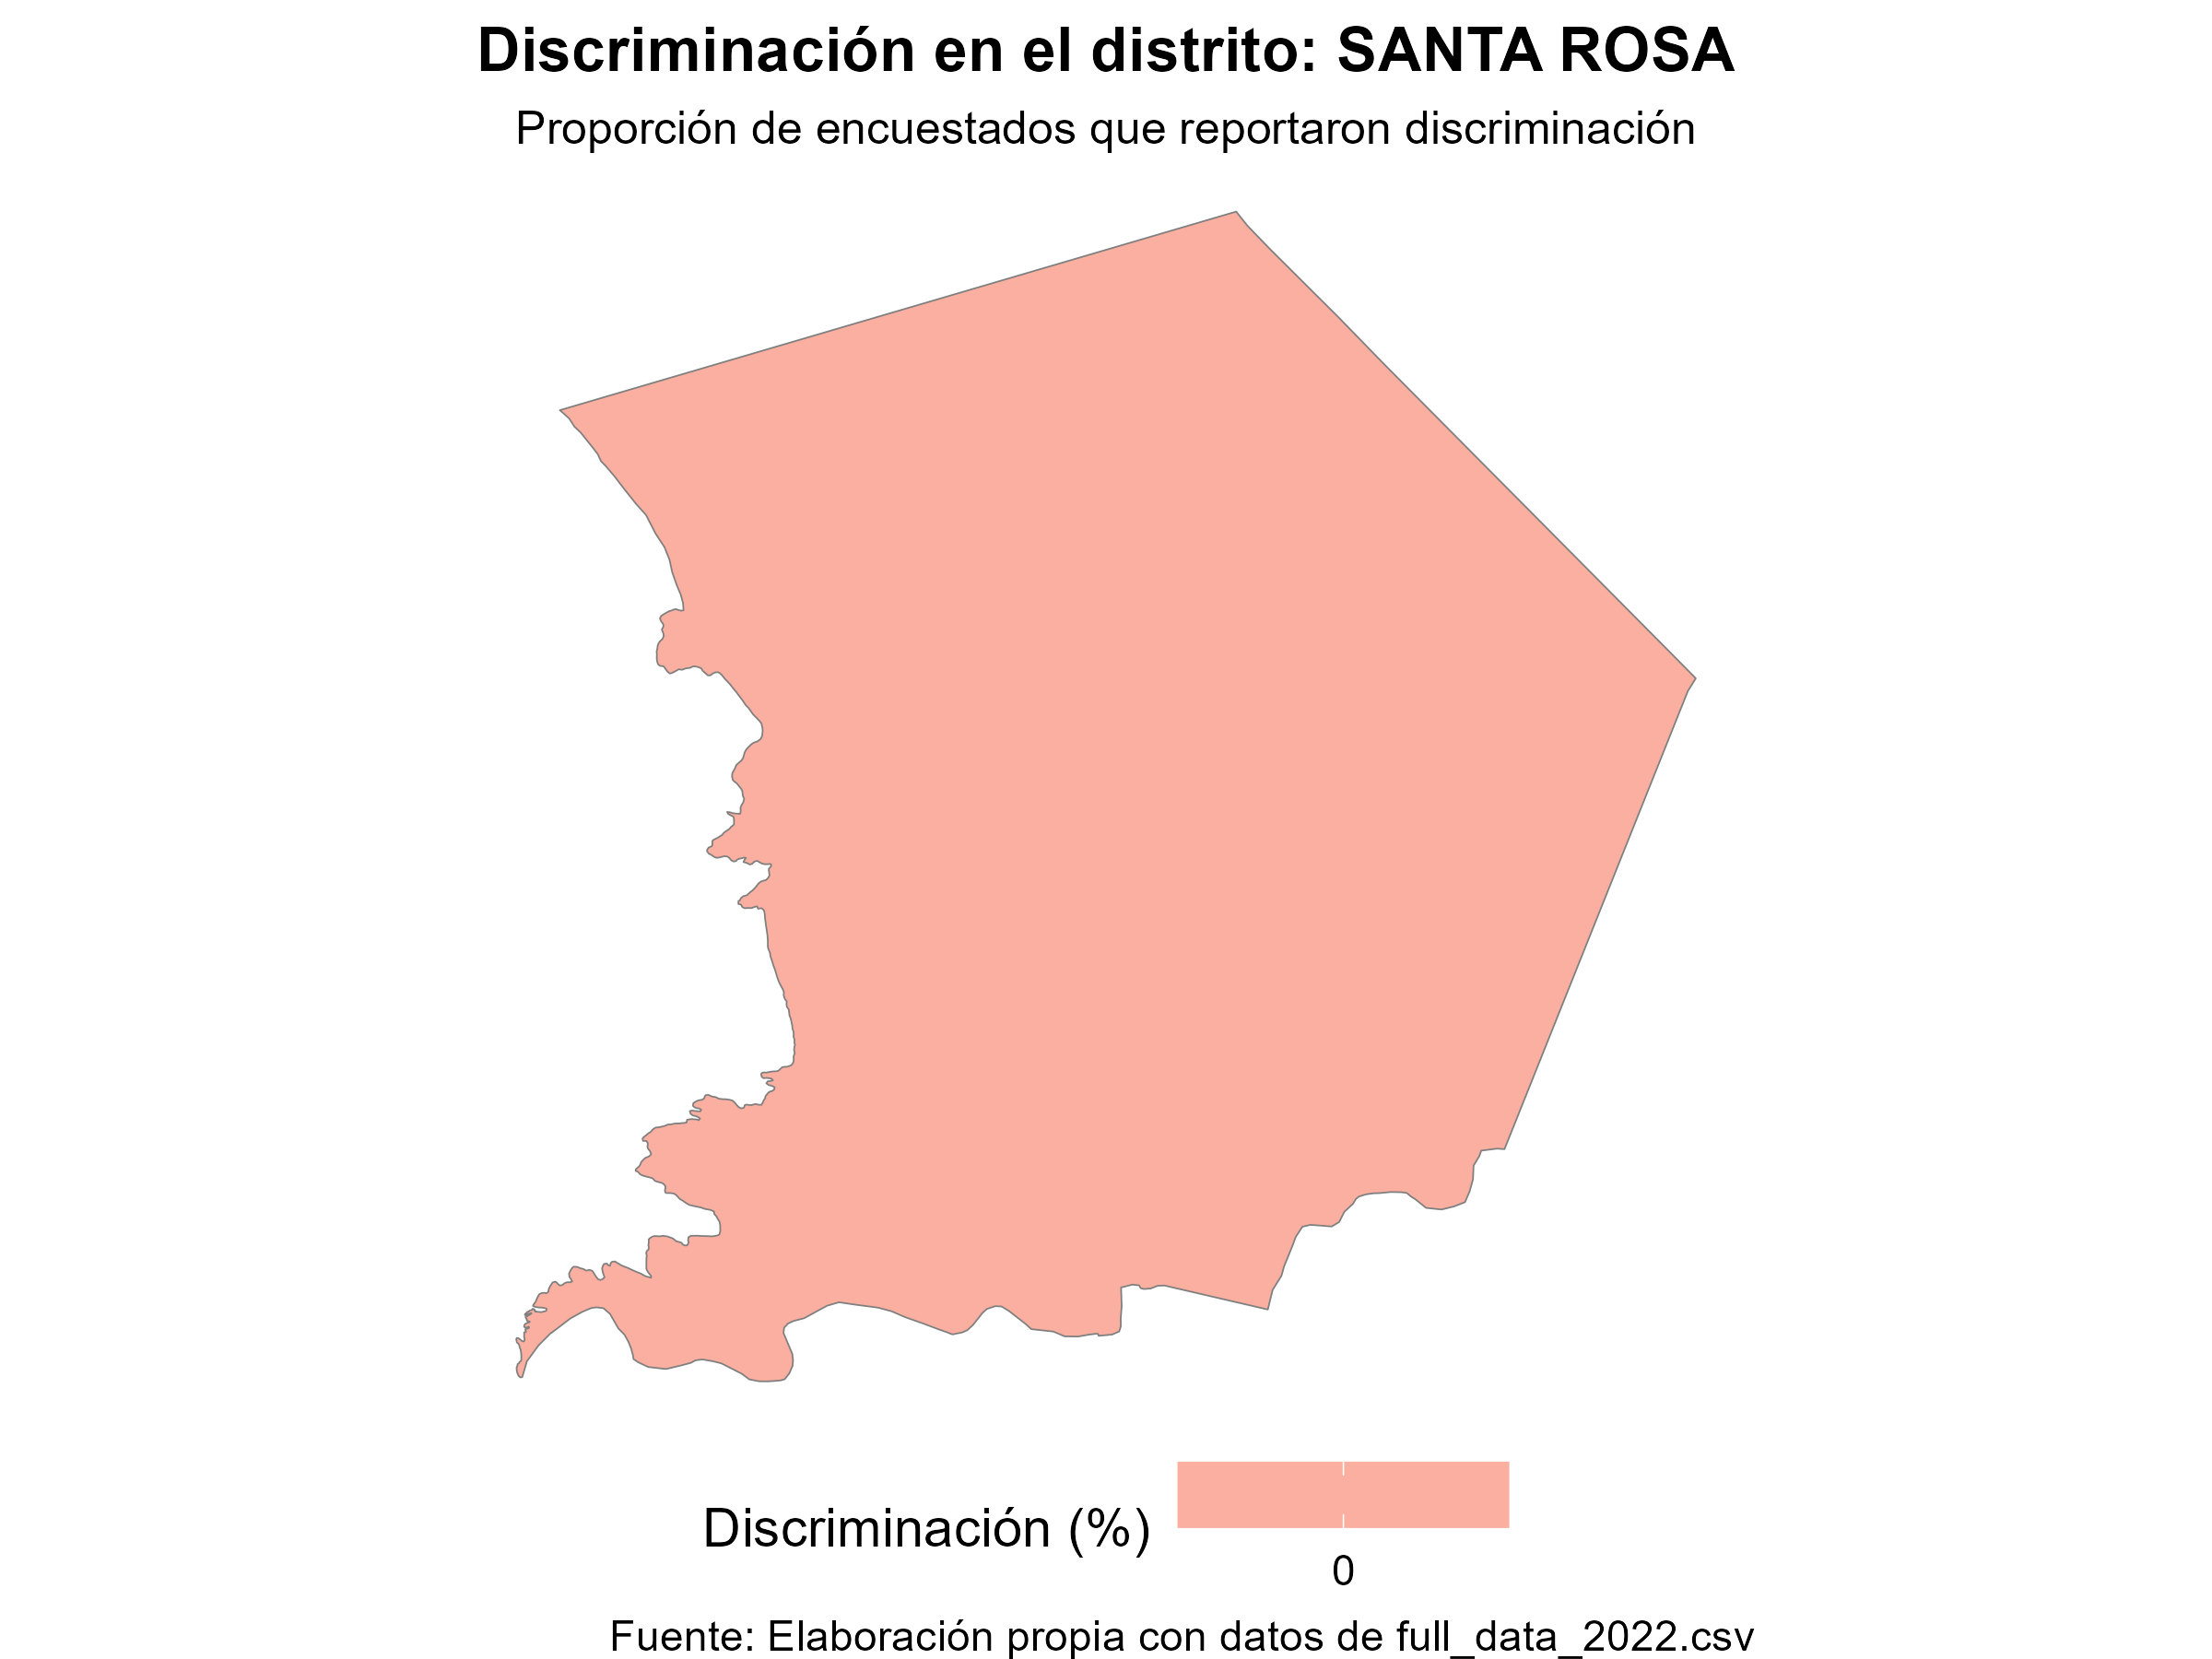 Discriminación en el distrito: SANTA ROSA
Proporción de encuestados que reportaron discriminación
Discriminación (%)
0
Fuente: Elaboración propia con datos de full_data_2022.csv